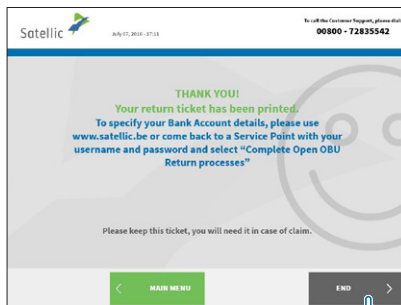 Satellic
July 07, 2016 - 17:11
To call the Customer Support, please dial:
00800 - 72835542
THANK YOU!
Your return ticket has been printed.
To specify your Bank Account details, please use
www.satellic.be or come back to a Service Point with your
username and password and select “Complete Open OBU
Return processes”
Please keep this ticket, you will need it in case of claim.
MAIN MENU
END